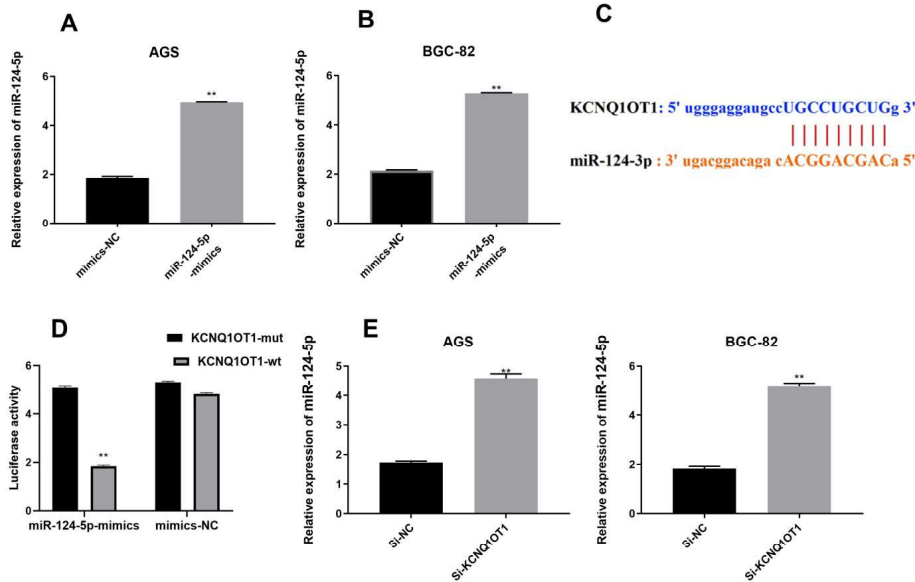 A
AGS
Relative expression of miR-124-5p
6
4
2
0
**
mimics-NC
miR-124-5p
-mimics
B
BGC-82
Relative expression of miR-124-5p
6
4
2
0
**
mimics-NC
miR-124-5p
-mimics
C
KCNQ1OT1: 5' ugggaggaugccUGCCUGCUGg 3'
miR-124-3p : 3' ugacggacaga cACGGACGACa 5'
D
KCNQ1OT1-mut
KCNQ1OT1-wt
Luciferase activity
6
4
2
0
**
miR-124-5p-mimics
mimics-NC
E
AGS
Relative expression of miR-124-5p
5
4
3
2
1
0
**
Si-NC
Si-KCNQ1OT1
BGC-82
Relative expression of miR-124-5p
6
4
2
0
**
Si-NC
Si-KCNQ1OT1